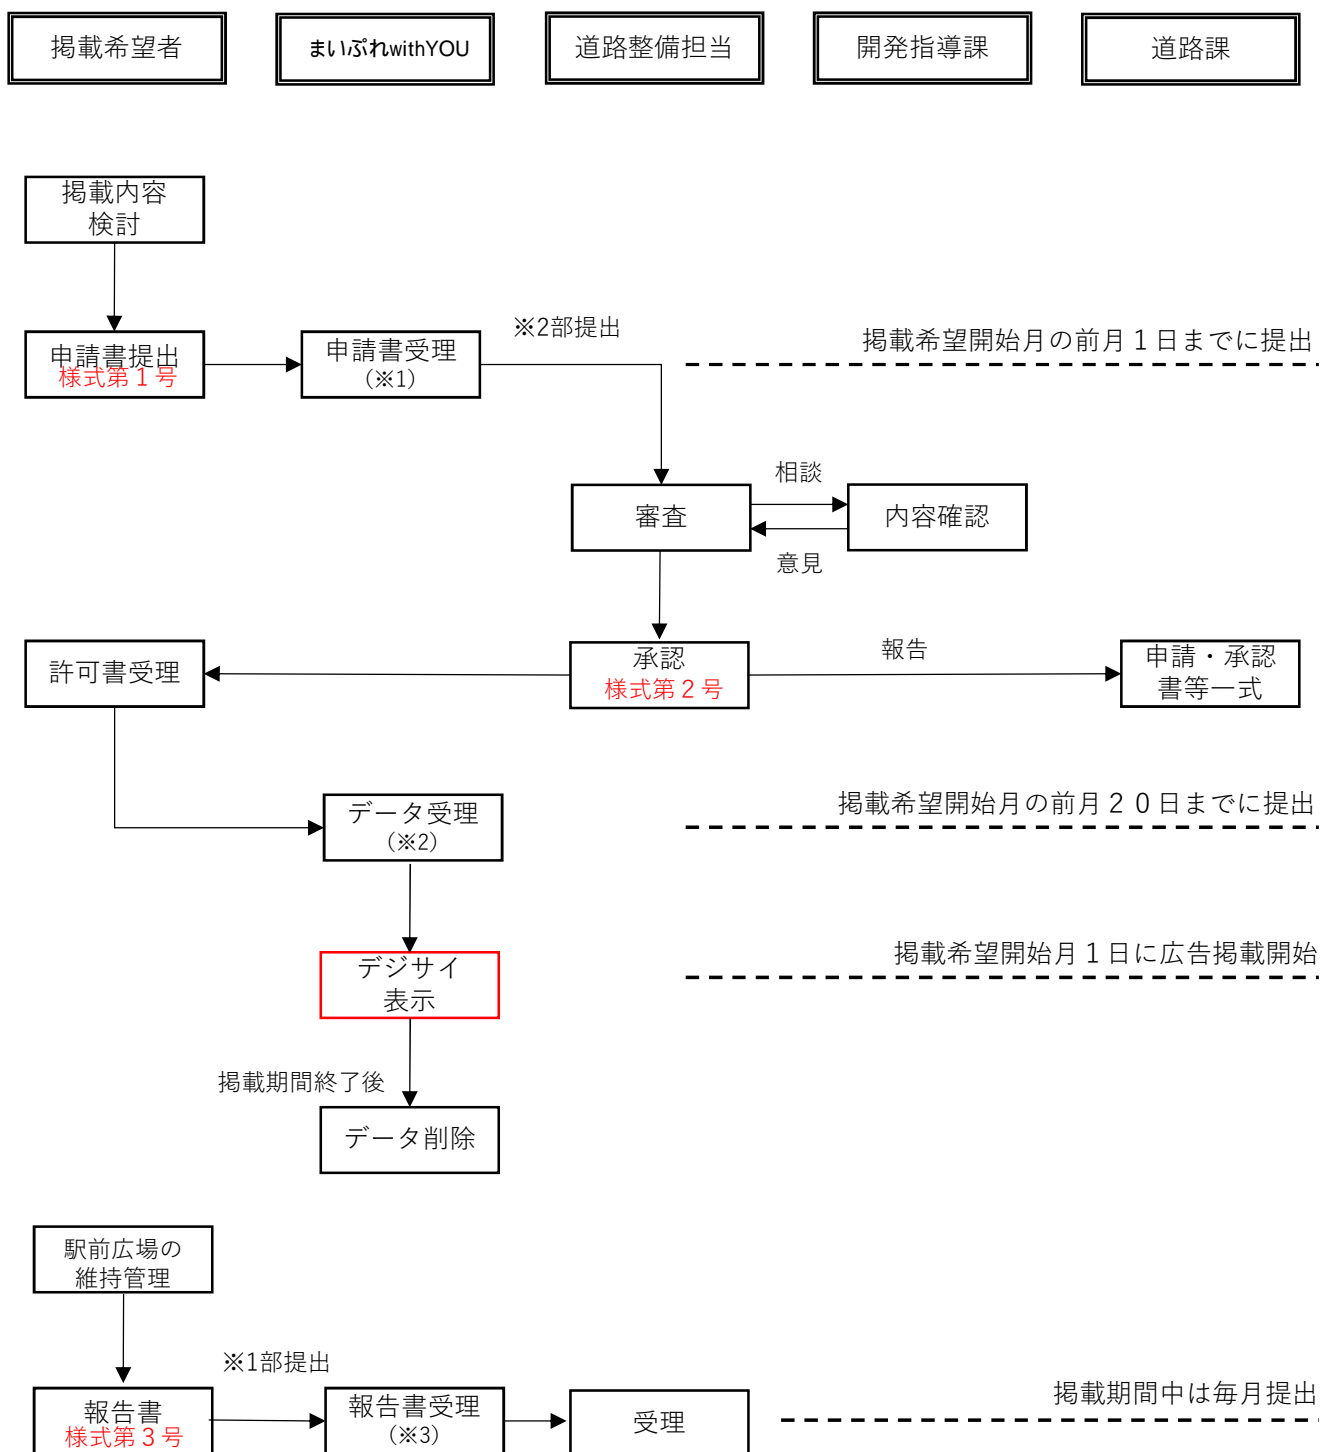 掲載希望者
まいぷれwithYOU
道路整備担当
開発指導課
道路課
掲載内容
検討
申請書提出
様式第１号
申請書受理
（※1）
※2部提出
掲載希望開始月の前月１日までに提出
審査
相談
意見
内容確認
許可書受理
承認
様式第２号
報告
申請・承認
書等一式
データ受理
（※2）
掲載希望開始月の前月２０日までに提出
デジサイ
表示
掲載希望開始月１日に広告掲載開始
掲載期間終了後
データ削除
駅前広場の
維持管理
※1部提出
報告書
様式第３号
報告書受理
（※3）
受理
掲載期間中は毎月提出